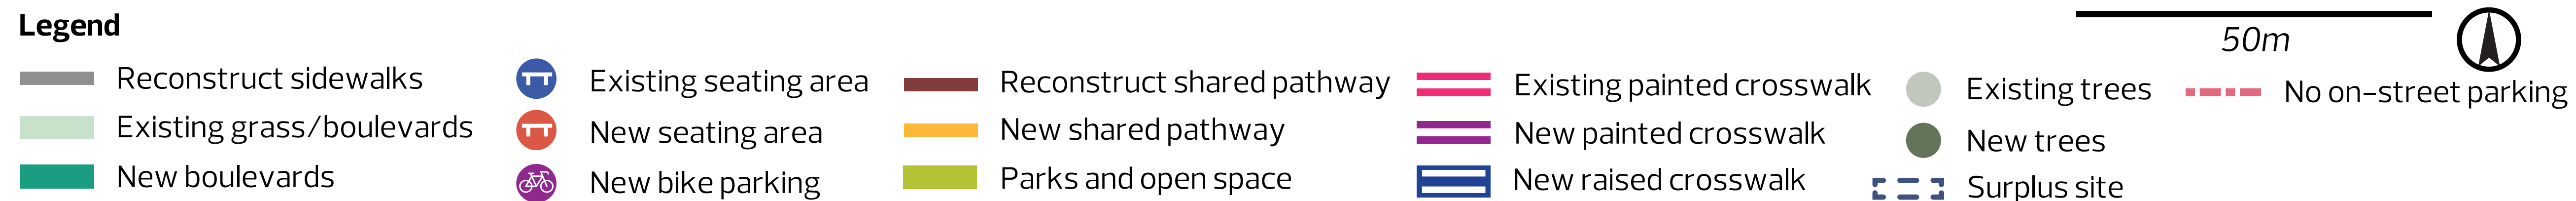 Legend
Reconstruct sidewalks
Existing grass/boulevards
New boulevards
Existing seating area
New seating area
New bike parking
Reconstruct shared pathway
New shared pathway
Parks and open space
Existing painted crosswalk
New painted crosswalk
New raised crosswalk
Existing trees
New trees
Surplus site
50m
No on-street parking